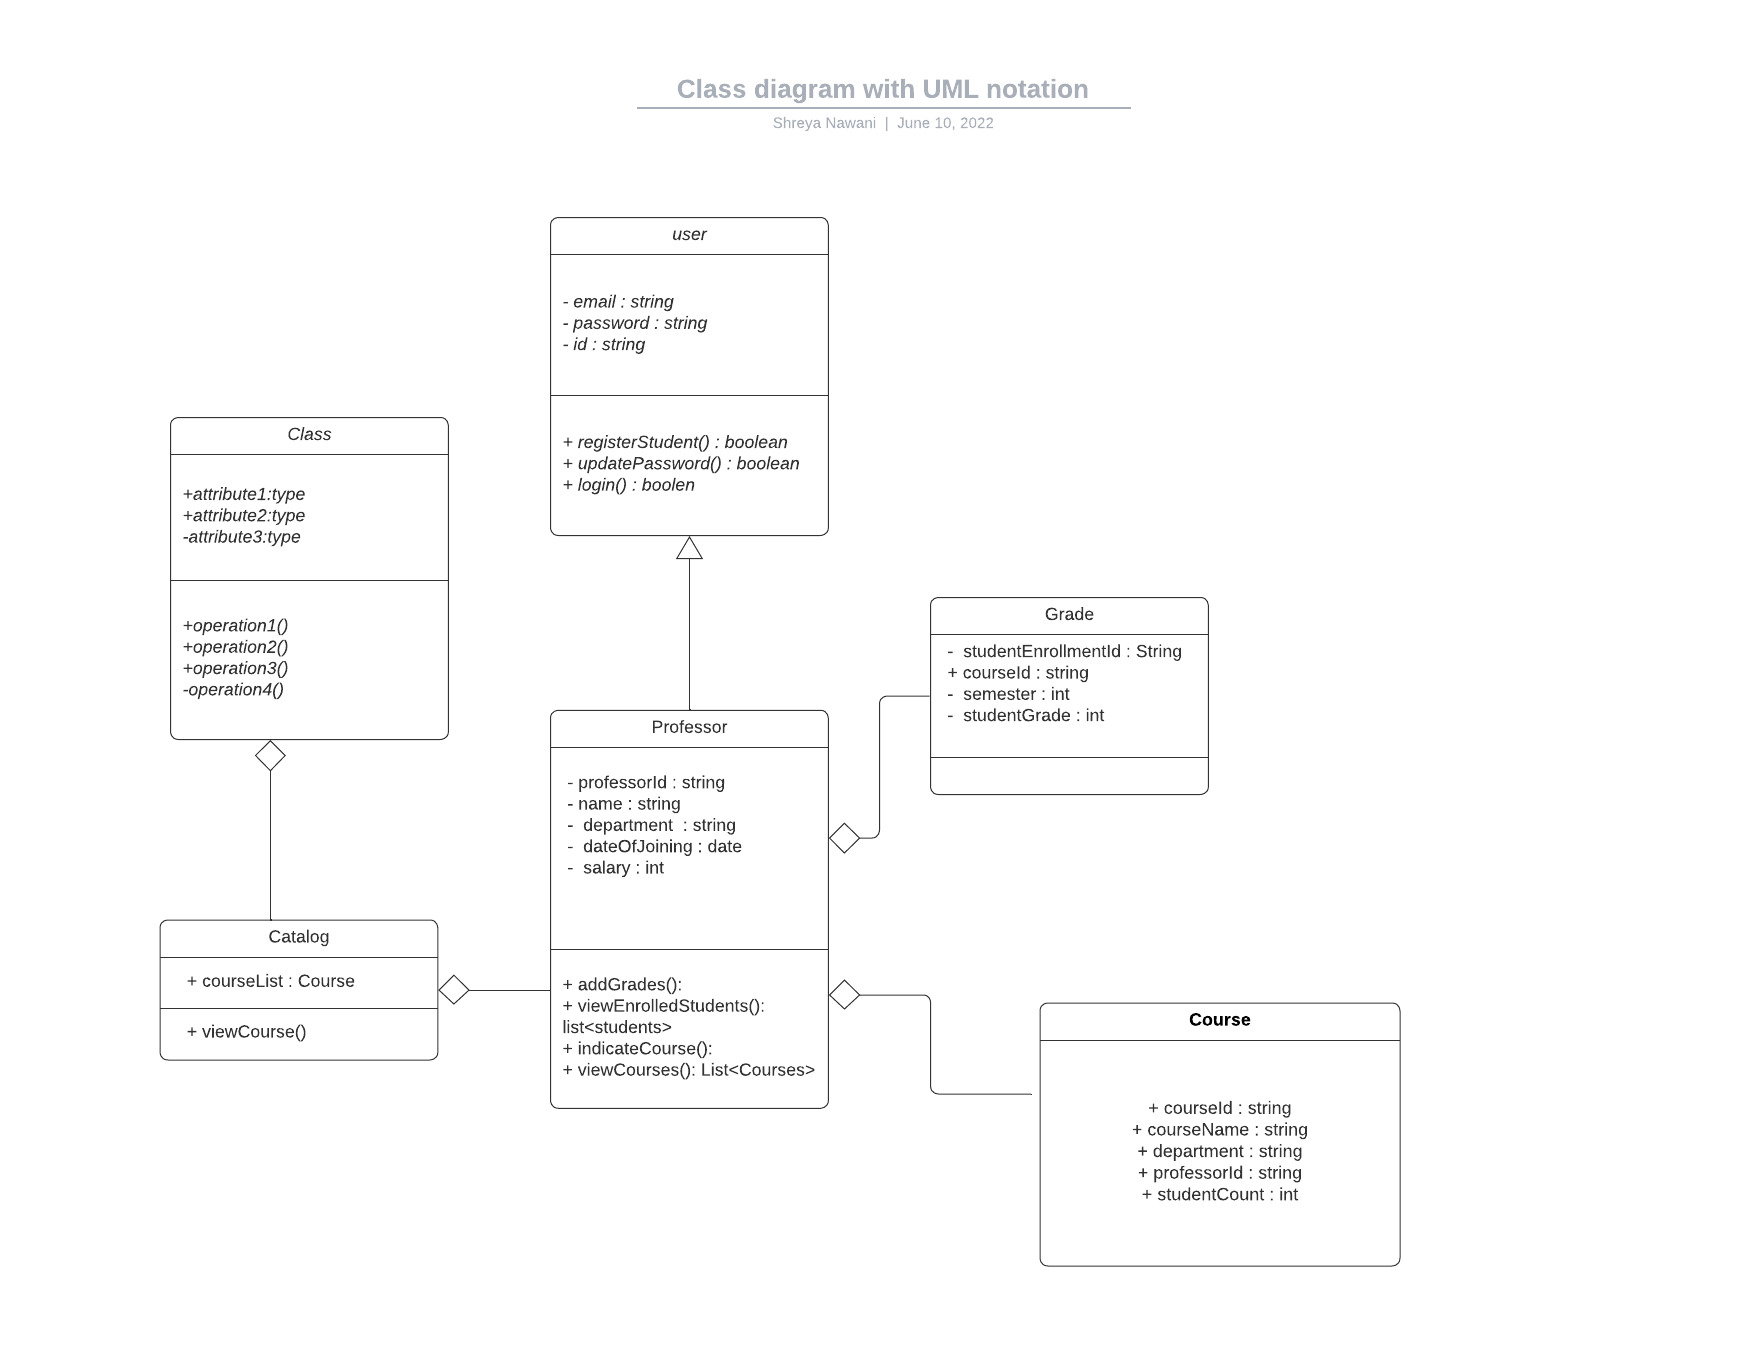 Class diagram with UML notation
Shreya Nawani | June 10, 2022
user
- email : string
- password : string
- id : string
+ registerStudent() : boolean
+ updatePassword() : boolean
+ login() : boolen
Class
+attribute1:type
+attribute2:type
-attribute3:type
+operation1()
+operation2()
+operation3()
-operation4()
Grade
- studentEnrollmentId : String
+ courseId : string
- semester : int
- studentGrade : int
Professor
- professorId : string
- name : string
- department : string
- dateOfJoining : date
- salary : int
+ addGrades():
+ viewEnrolledStudents():
list<students>
+ indicateCourse():
+ viewCourses(): List<Courses>
Catalog
+ courseList : Course
+ viewCourse()
Course
+ courseId : string
+ courseName : string
+ department : string
+ professorId : string
+ studentCount : int